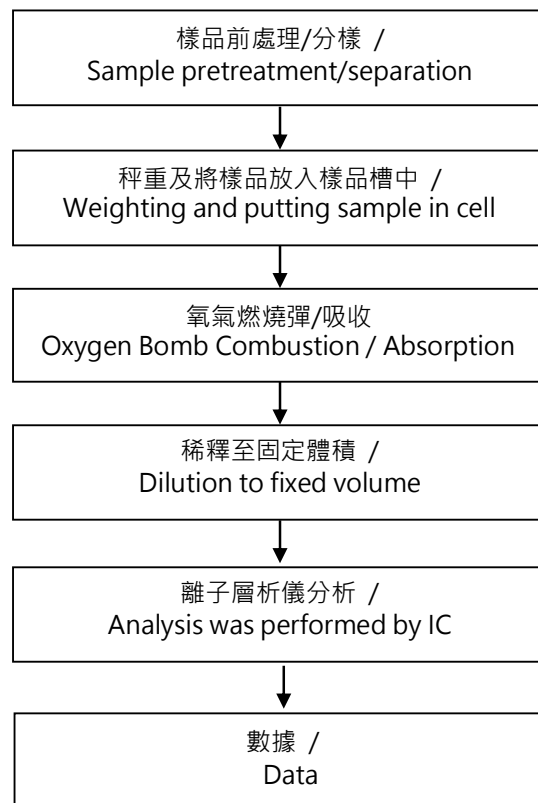 樣品前處理/分樣 /
Sample pretreatment/separation
秤重及將樣品放入樣品槽中 /
Weighting and putting sample in cell
氧氣燃燒彈/吸收
Oxygen Bomb Combustion / Absorption
稀釋至固定體積 /
Dilution to fixed volume
離子層析儀分析 /
Analysis was performed by IC
數據 /
Data